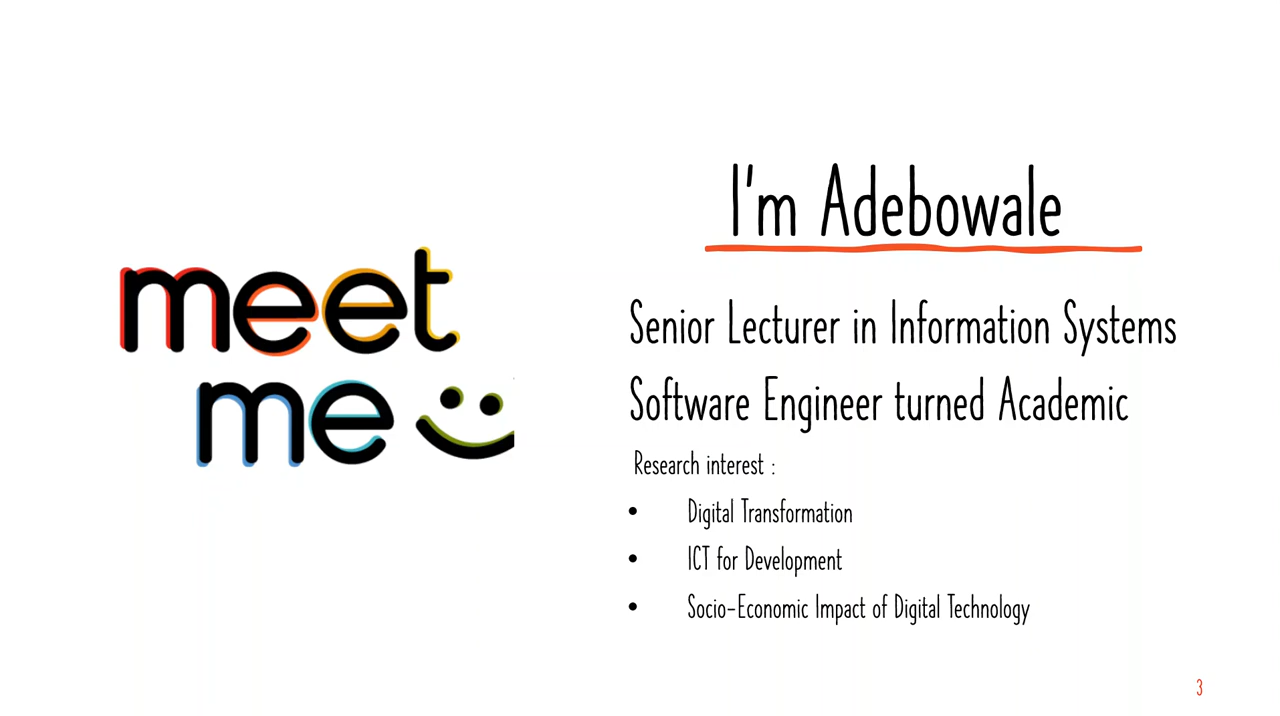 meet
me
I'm Adebowale
Senior Lecturer in Information Systems
Software Engineer turned Academic
Research interest :
• Digital Transformation
• ICT for Development
• Socio-Economic Impact of Digital Technology
3